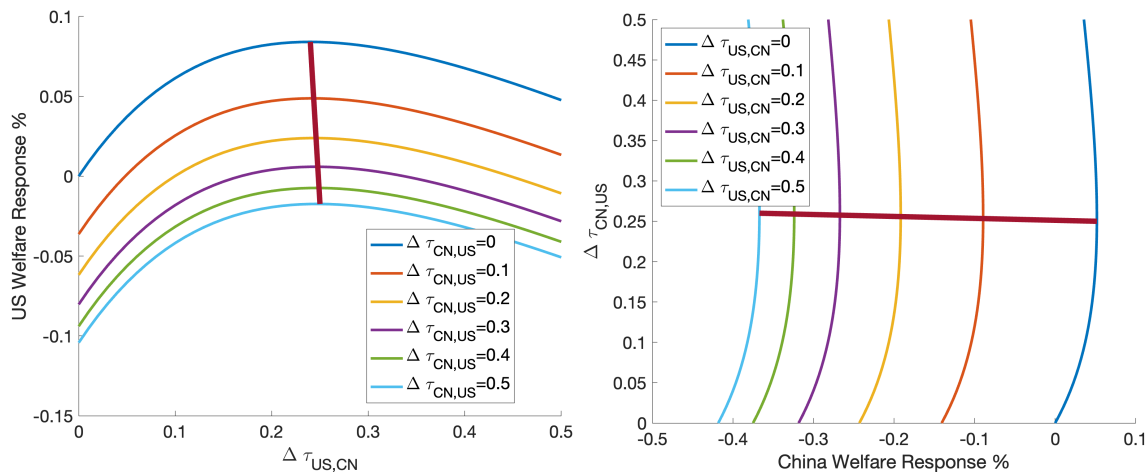 0.1
0.05
0
-0.05
-0.1
-0.15
US Welfare Response %
0
0.1
0.2
0.3
0.4
0.5
Δ τUS,CN
Δ τCN,US=0
Δ τCN,US=0.1
Δ τCN,US=0.2
Δ τCN,US=0.3
Δ τCN,US=0.4
Δ τCN,US=0.5
0.5
0.45
0.4
0.35
0.3
0.25
0.2
0.15
0.1
0.05
0
Δ τCN,US
Δ τUS,CN=0
Δ τUS,CN=0.1
Δ τUS,CN=0.2
Δ τUS,CN=0.3
Δ τUS,CN=0.4
Δ τUS,CN=0.5
-0.5
-0.4
-0.3
-0.2
-0.1
0
0.1
China Welfare Response %